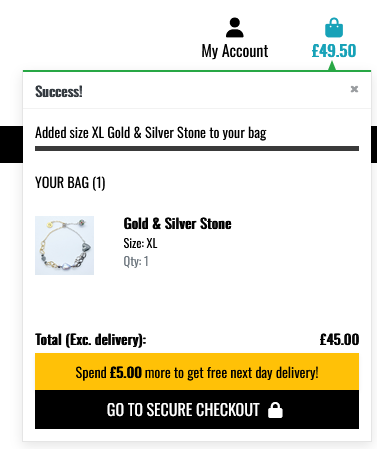 My Account
£49.50
Success!
×
Added size XL Gold & Silver Stone to your bag
YOUR BAG (1)
Gold & Silver Stone
Size: XL
Qty: 1
Total (Exc. delivery): £45.00
Spend £5.00 more to get free next day delivery!
GO TO SECURE CHECKOUT